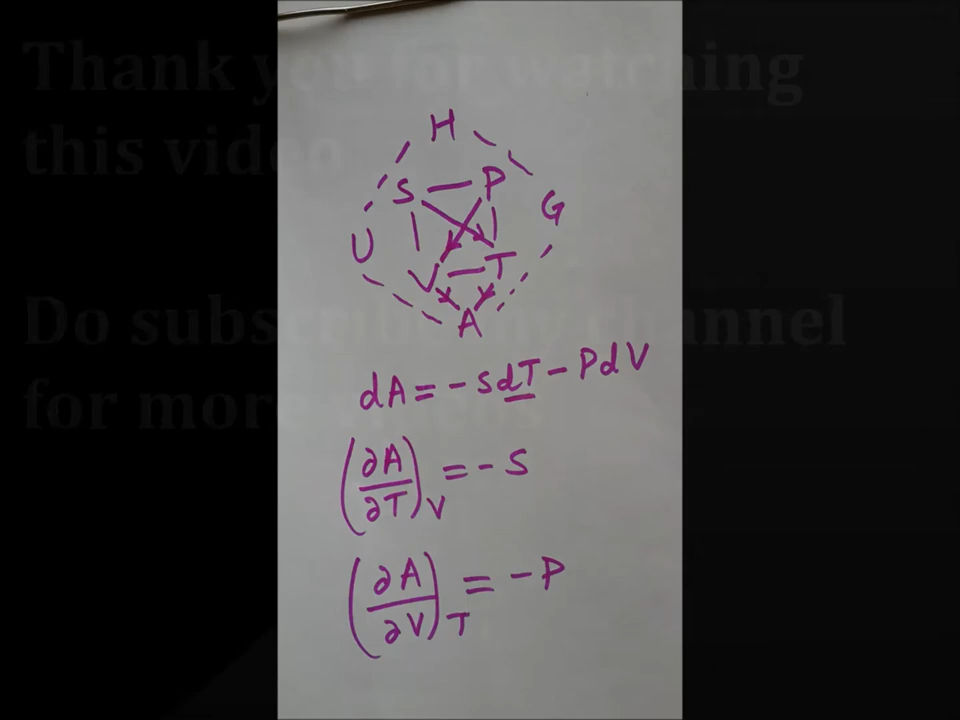 Thank you for watching
this video
Do subscribe my channel
for more videos
H
S — P
U G
V — T
A
dA = - SdT - PdV
(∂A/∂T)V = - S
(∂A/∂V)T = - P